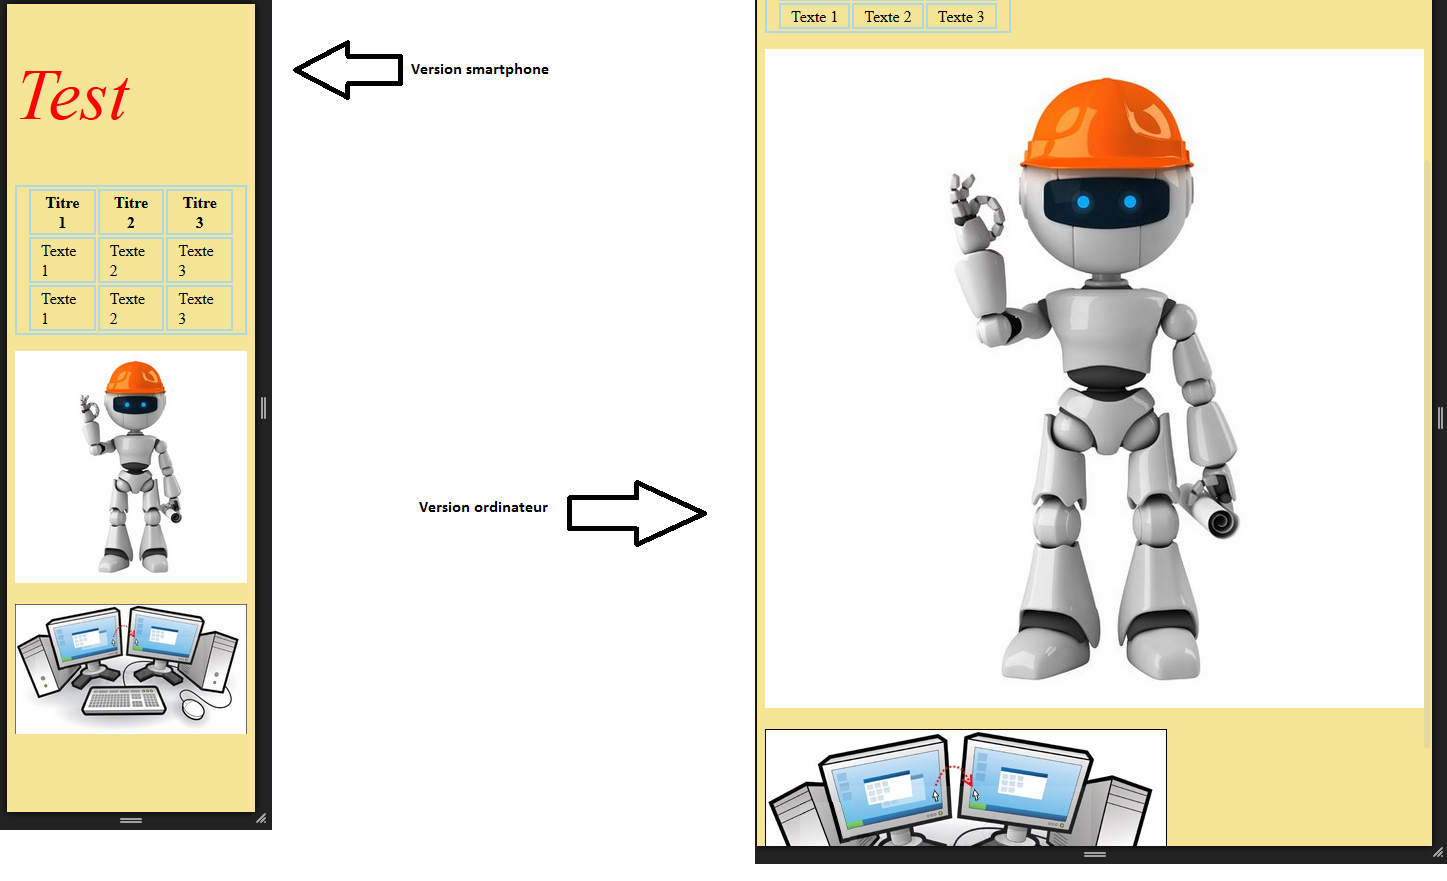 Test
Titre 1 Titre 2 Titre 3
Texte 1 Texte 2 Texte 3
Texte 1 Texte 2 Texte 3
Version smartphone
Version ordinateur
Texte 1 Texte 2 Texte 3